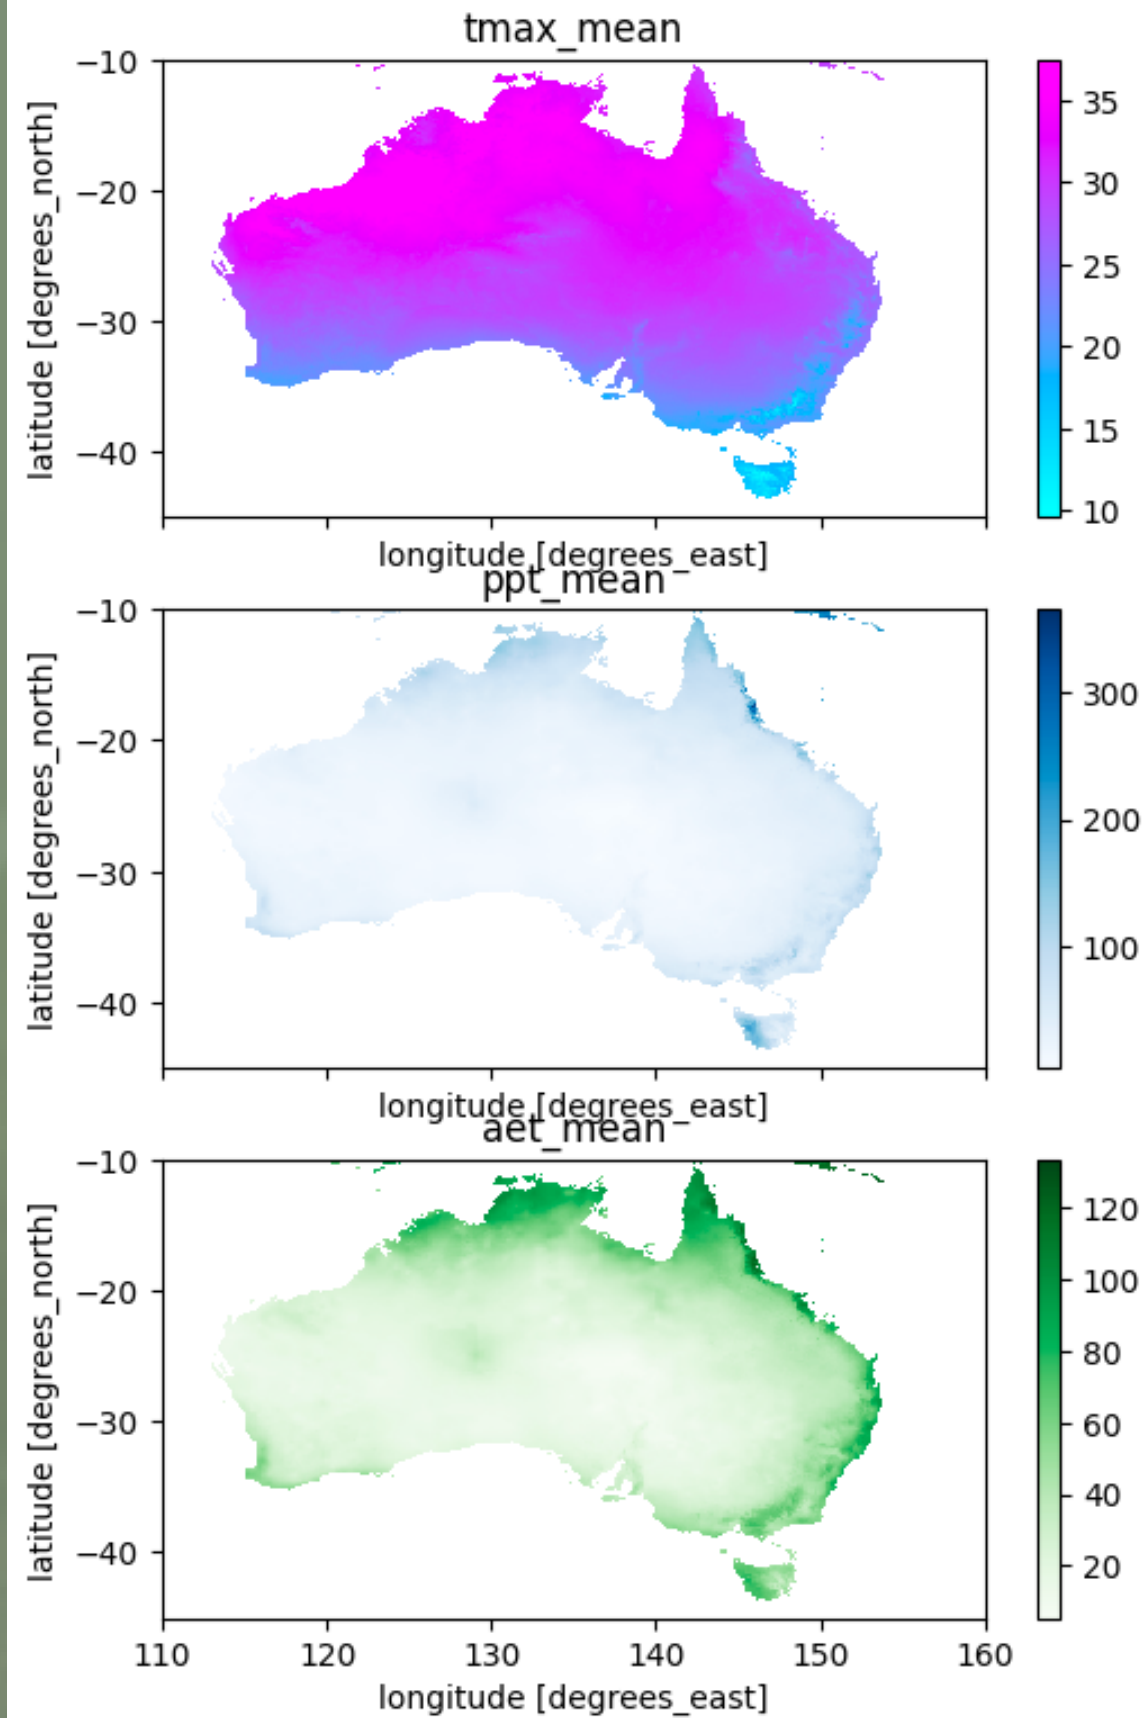 tmax_mean
−10
−20
−30
−40
latitude [degrees_north]
longitude [degrees_east]
35
30
25
20
15
10
ppt_mean
−10
−20
−30
−40
latitude [degrees_north]
longitude [degrees_east]
300
200
100
aet_mean
−10
−20
−30
−40
latitude [degrees_north]
110 120 130 140 150 160
longitude [degrees_east]
120
100
80
60
40
20